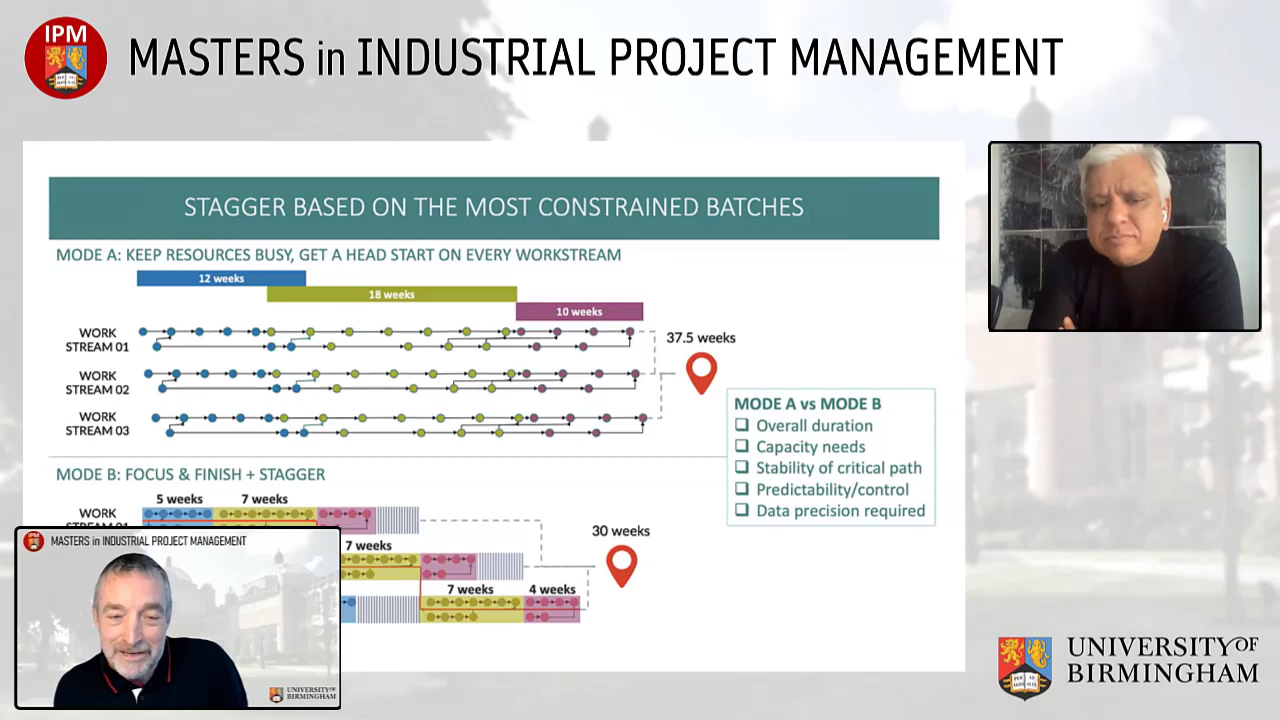 IPM
MASTERS in INDUSTRIAL PROJECT MANAGEMENT
STAGGER BASED ON THE MOST CONSTRAINED BATCHES
MODE A: KEEP RESOURCES BUSY, GET A HEAD START ON EVERY WORKSTREAM
12 weeks
18 weeks
10 weeks
WORK
STREAM 01
37.5 weeks
WORK
STREAM 02
WORK
STREAM 03
MODE A vs MODE B
Overall duration
Capacity needs
Stability of critical path
Predictability/control
Data precision required
MODE B: FOCUS & FINISH + STAGGER
5 weeks
7 weeks
WORK
30 weeks
7 weeks
7 weeks
4 weeks
MASTERS in INDUSTRIAL PROJECT MANAGEMENT
UNIVERSITY OF
BIRMINGHAM
UNIVERSITY OF
BIRMINGHAM